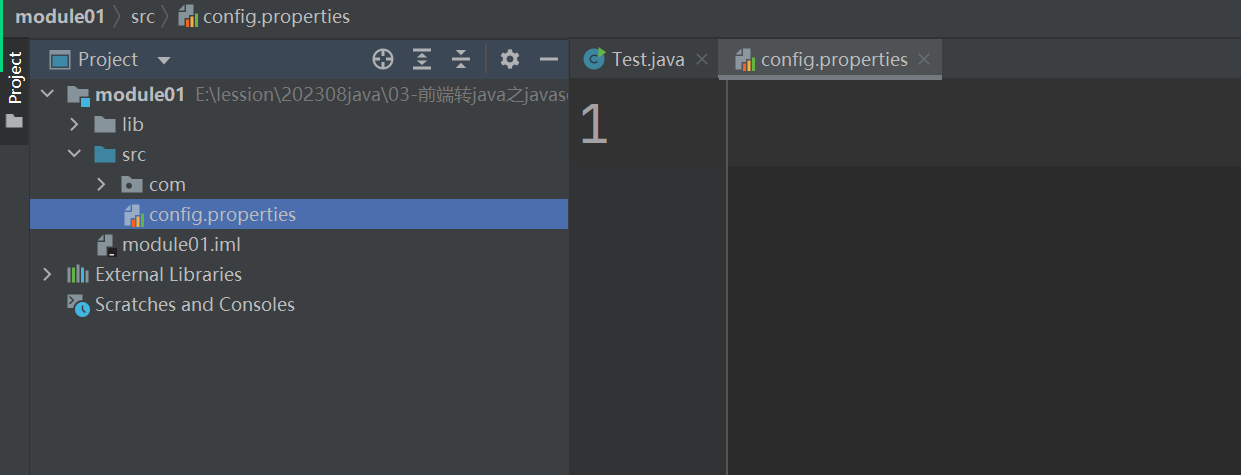 module01 src config.properties
Project
Project
Test.java config.properties
module01 E:\lession\202308java\03-前端转java之javase
lib
src
com
config.properties
module01.iml
External Libraries
Scratches and Consoles
1